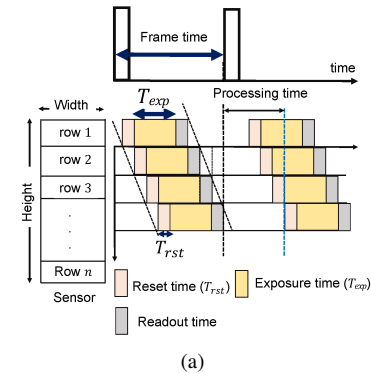 Frame time
time
Processing time
Width
T_exp
row 1
row 2
row 3
.
.
.
Height
Row n
Sensor
T_rst
Reset time (T_rst)
Exposure time (T_exp)
Readout time
(a)